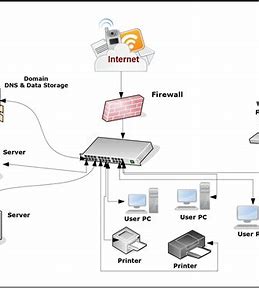 Internet
Domain
DNS & Data Storage
Firewall
Server
Server
User PC
User PC
User P
Printer
Printer